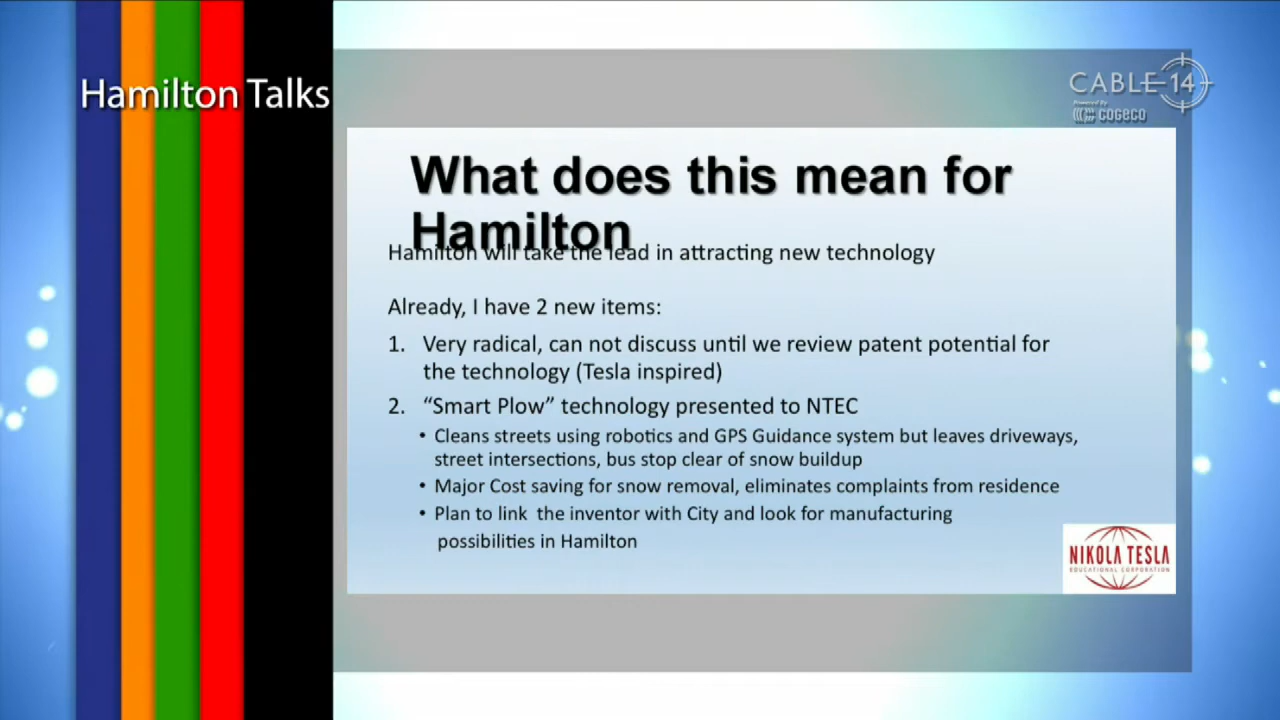 Hamilton Talks
CABLE 14
Powered By
COGECO
What does this mean for
Hamilton
Hamilton will take the lead in attracting new technology
Already, I have 2 new items:
1. Very radical, can not discuss until we review patent potential for
the technology (Tesla inspired)
2. “Smart Plow” technology presented to NTEC
• Cleans streets using robotics and GPS Guidance system but leaves driveways,
street intersections, bus stop clear of snow buildup
• Major Cost saving for snow removal, eliminates complaints from residence
• Plan to link the inventor with City and look for manufacturing
possibilities in Hamilton
NIKOLA TESLA
EDUCATIONAL CORPORATION